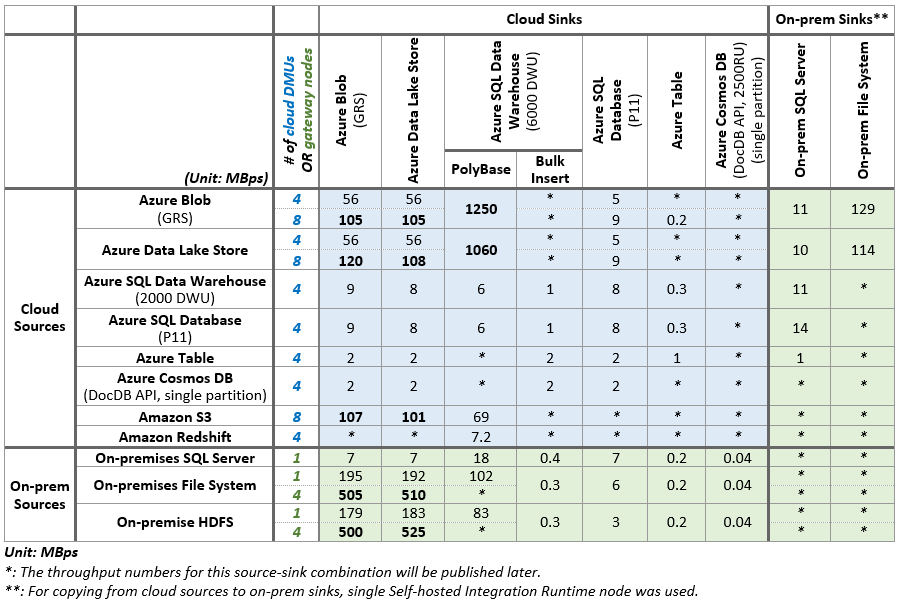 Cloud Sinks On-prem Sinks**
(Unit: MBps)
# of cloud DMUs
OR gateway nodes
Azure Blob
(GRS)
Azure Data Lake Store
Azure SQL Data
Warehouse
(6000 DWU)
PolyBase
Bulk
Insert
Azure SQL
Database
(P11)
Azure Table
Azure Cosmos DB
(DocDB API, 2500RU)
(single partition)
On-prem SQL Server
On-prem File System
Cloud
Sources
Azure Blob
(GRS)
4 56 56 1250 * 5 * * 11 129
8 105 105 * 9 0.2 *
Azure Data Lake Store
4 56 56 1060 * 5 * * 10 114
8 120 108 * 9 * *
Azure SQL Data Warehouse
(2000 DWU)
4 9 8 6 1 8 0.3 * 11 *
Azure SQL Database
(P11)
4 9 8 6 1 8 0.3 * 14 *
Azure Table 4 2 2 * 2 2 1 * 1 *
Azure Cosmos DB
(DocDB API, single partition)
4 2 2 * 2 2 * * * *
Amazon S3 8 107 101 69 * * * * * *
Amazon Redshift 4 * * 7.2 * * * * * *
On-prem
Sources
On-premises SQL Server 1 7 7 18 0.4 7 0.2 0.04 * *
On-premises File System
1 195 192 102 0.3 6 0.2 0.04 * *
4 505 510 * * *
On-premise HDFS
1 179 183 83 0.3 3 0.2 0.04 * *
4 500 525 * * *
Unit: MBps
*: The throughput numbers for this source-sink combination will be published later.
**: For copying from cloud sources to on-prem sinks, single Self-hosted Integration Runtime node was used.